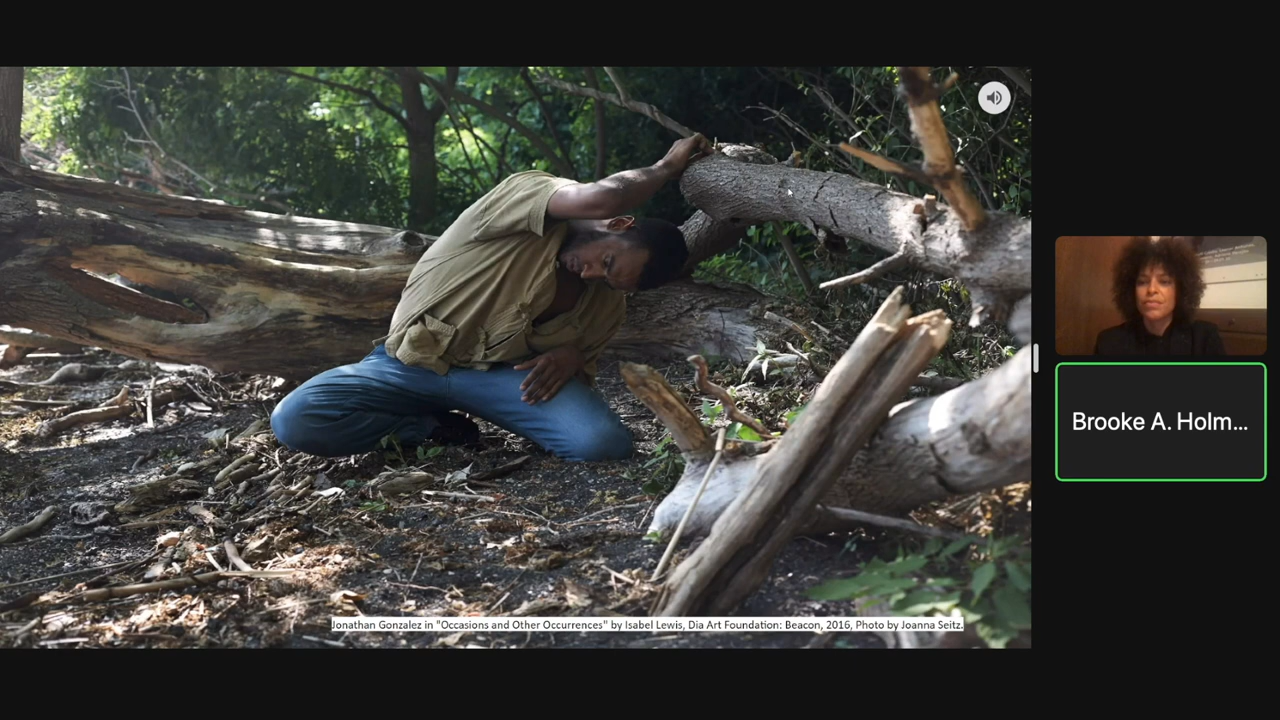 Jonathan Gonzalez in "Occasions and Other Occurrences" by Isabel Lewis, Dia Art Foundation: Beacon, 2016, Photo by Joanna Seitz.
Brooke A. Holm...